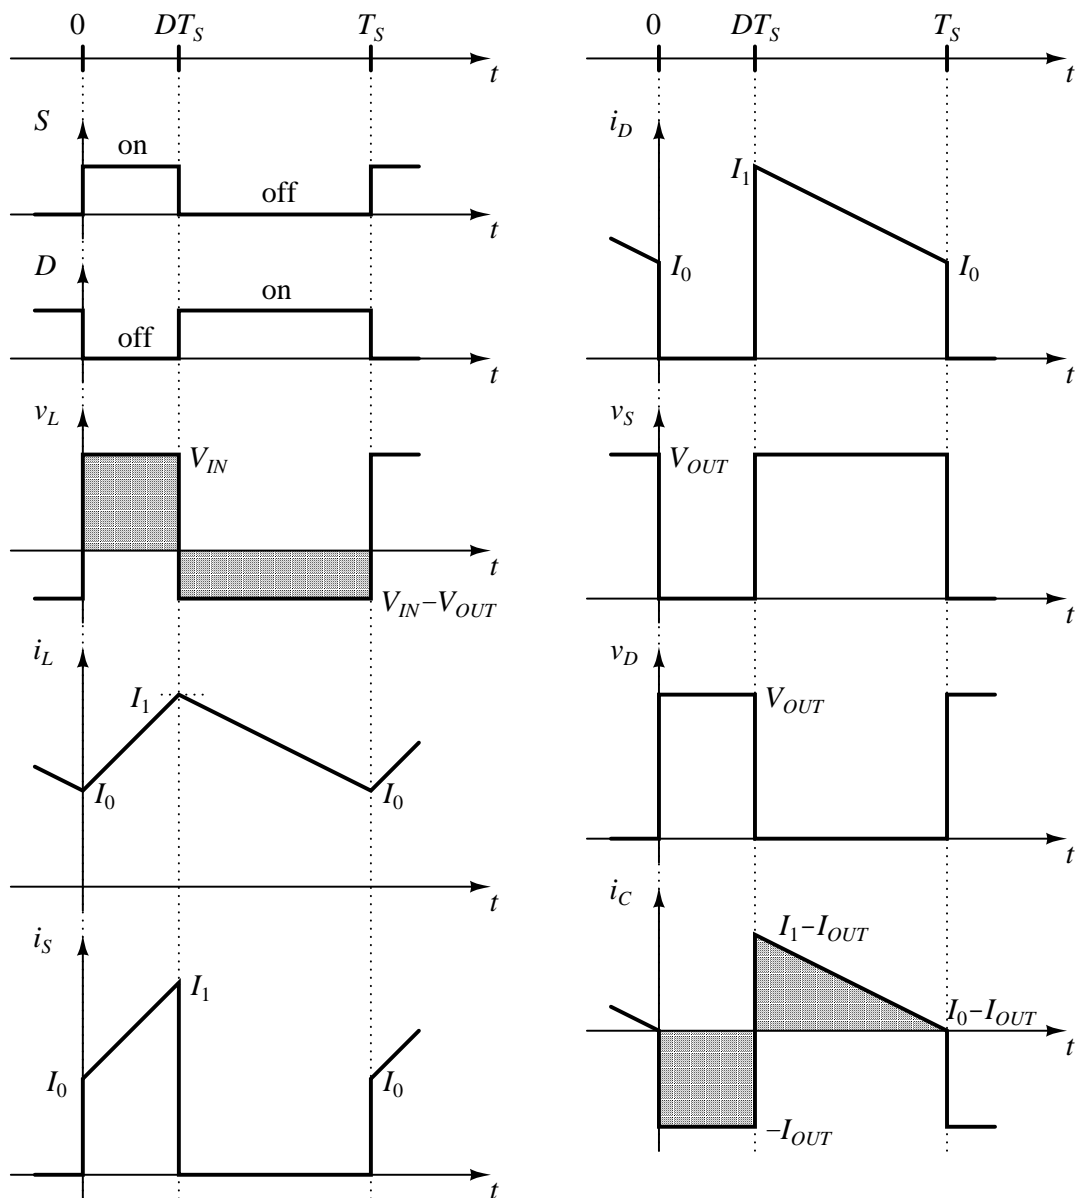 0 DT_S T_S
t
S
on
off
t
D
on
off
t
v_L
V_IN
t
V_IN–V_OUT
i_L
I_1
I_0 I_0
t
i_S
I_1
I_0 I_0
t
0 DT_S T_S
t
i_D
I_1
I_0 I_0
t
v_S
V_OUT
t
v_D
V_OUT
t
i_C
I_1–I_OUT
I_0–I_OUT
t
–I_OUT